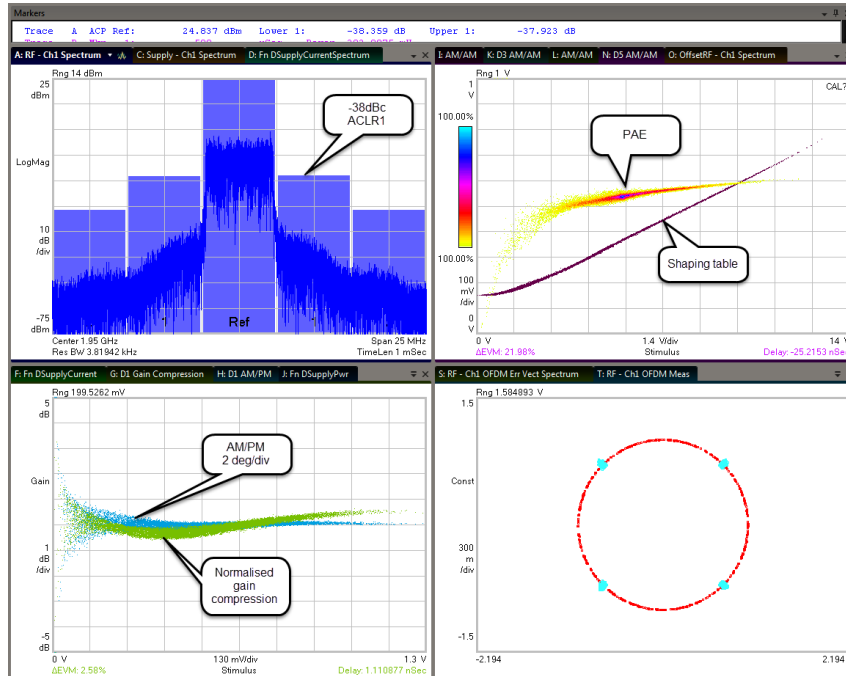 Markers
Trace A ACP Ref: 24.837 dBm Lower 1: -38.359 dB Upper 1: -37.923 dB
A: RF - Ch1 Spectrum C: Supply - Ch1 Spectrum D: Fn DSupplyCurrentSpectrum
Rng 14 dBm
25
dBm
LogMag
10
dB
/div
-75
dBm
-38dBc
ACLR1
Ref
Center 1.95 GHz Span 25 MHz
Res BW 3.81942 kHz TimeLen 1 mSec
I: AM/AM K: D3 AM/AM L: AM/AM N: D5 AM/AM O: OffsetRF - Ch1 Spectrum
Rng 1 V
1
V
CAL?
100.00%
PAE
100.00%
Shaping table
100
mV
/div
0
V
0 V 1.4 V/div 14 V
ΔEVM: 21.98% Stimulus Delay: -25.2153 nSec
F: Fn DSupplyCurrent G: D1 Gain Compression H: D1 AM/PM J: Fn DSupplyPwr
Rng 199.5262 mV
5
dB
Gain
AM/PM
2 deg/div
1
dB
/div
Normalised
gain
compression
-5
dB
0 V 130 mV/div 1.3 V
ΔEVM: 2.58% Stimulus Delay: 1.110877 nSec
S: RF - Ch1 OFDM Err Vect Spectrum T: RF - Ch1 OFDM Meas
Rng 1.584893 V
1.5
Const
300
m
/div
-1.5
-2.194 2.194